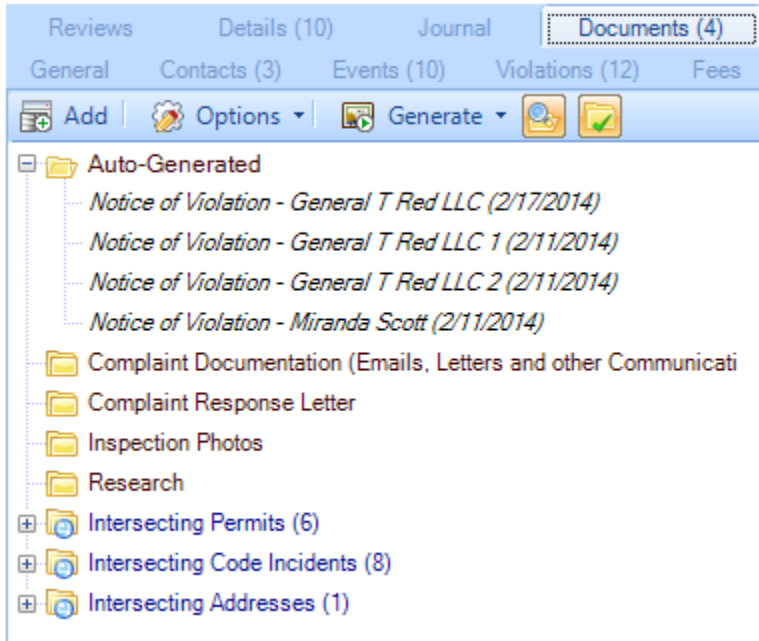 Reviews Details (10) Journal Documents (4)
General Contacts (3) Events (10) Violations (12) Fees
Add Options Generate
Auto-Generated
Notice of Violation - General T Red LLC (2/17/2014)
Notice of Violation - General T Red LLC 1 (2/11/2014)
Notice of Violation - General T Red LLC 2 (2/11/2014)
Notice of Violation - Miranda Scott (2/11/2014)
Complaint Documentation (Emails, Letters and other Communicati
Complaint Response Letter
Inspection Photos
Research
Intersecting Permits (6)
Intersecting Code Incidents (8)
Intersecting Addresses (1)